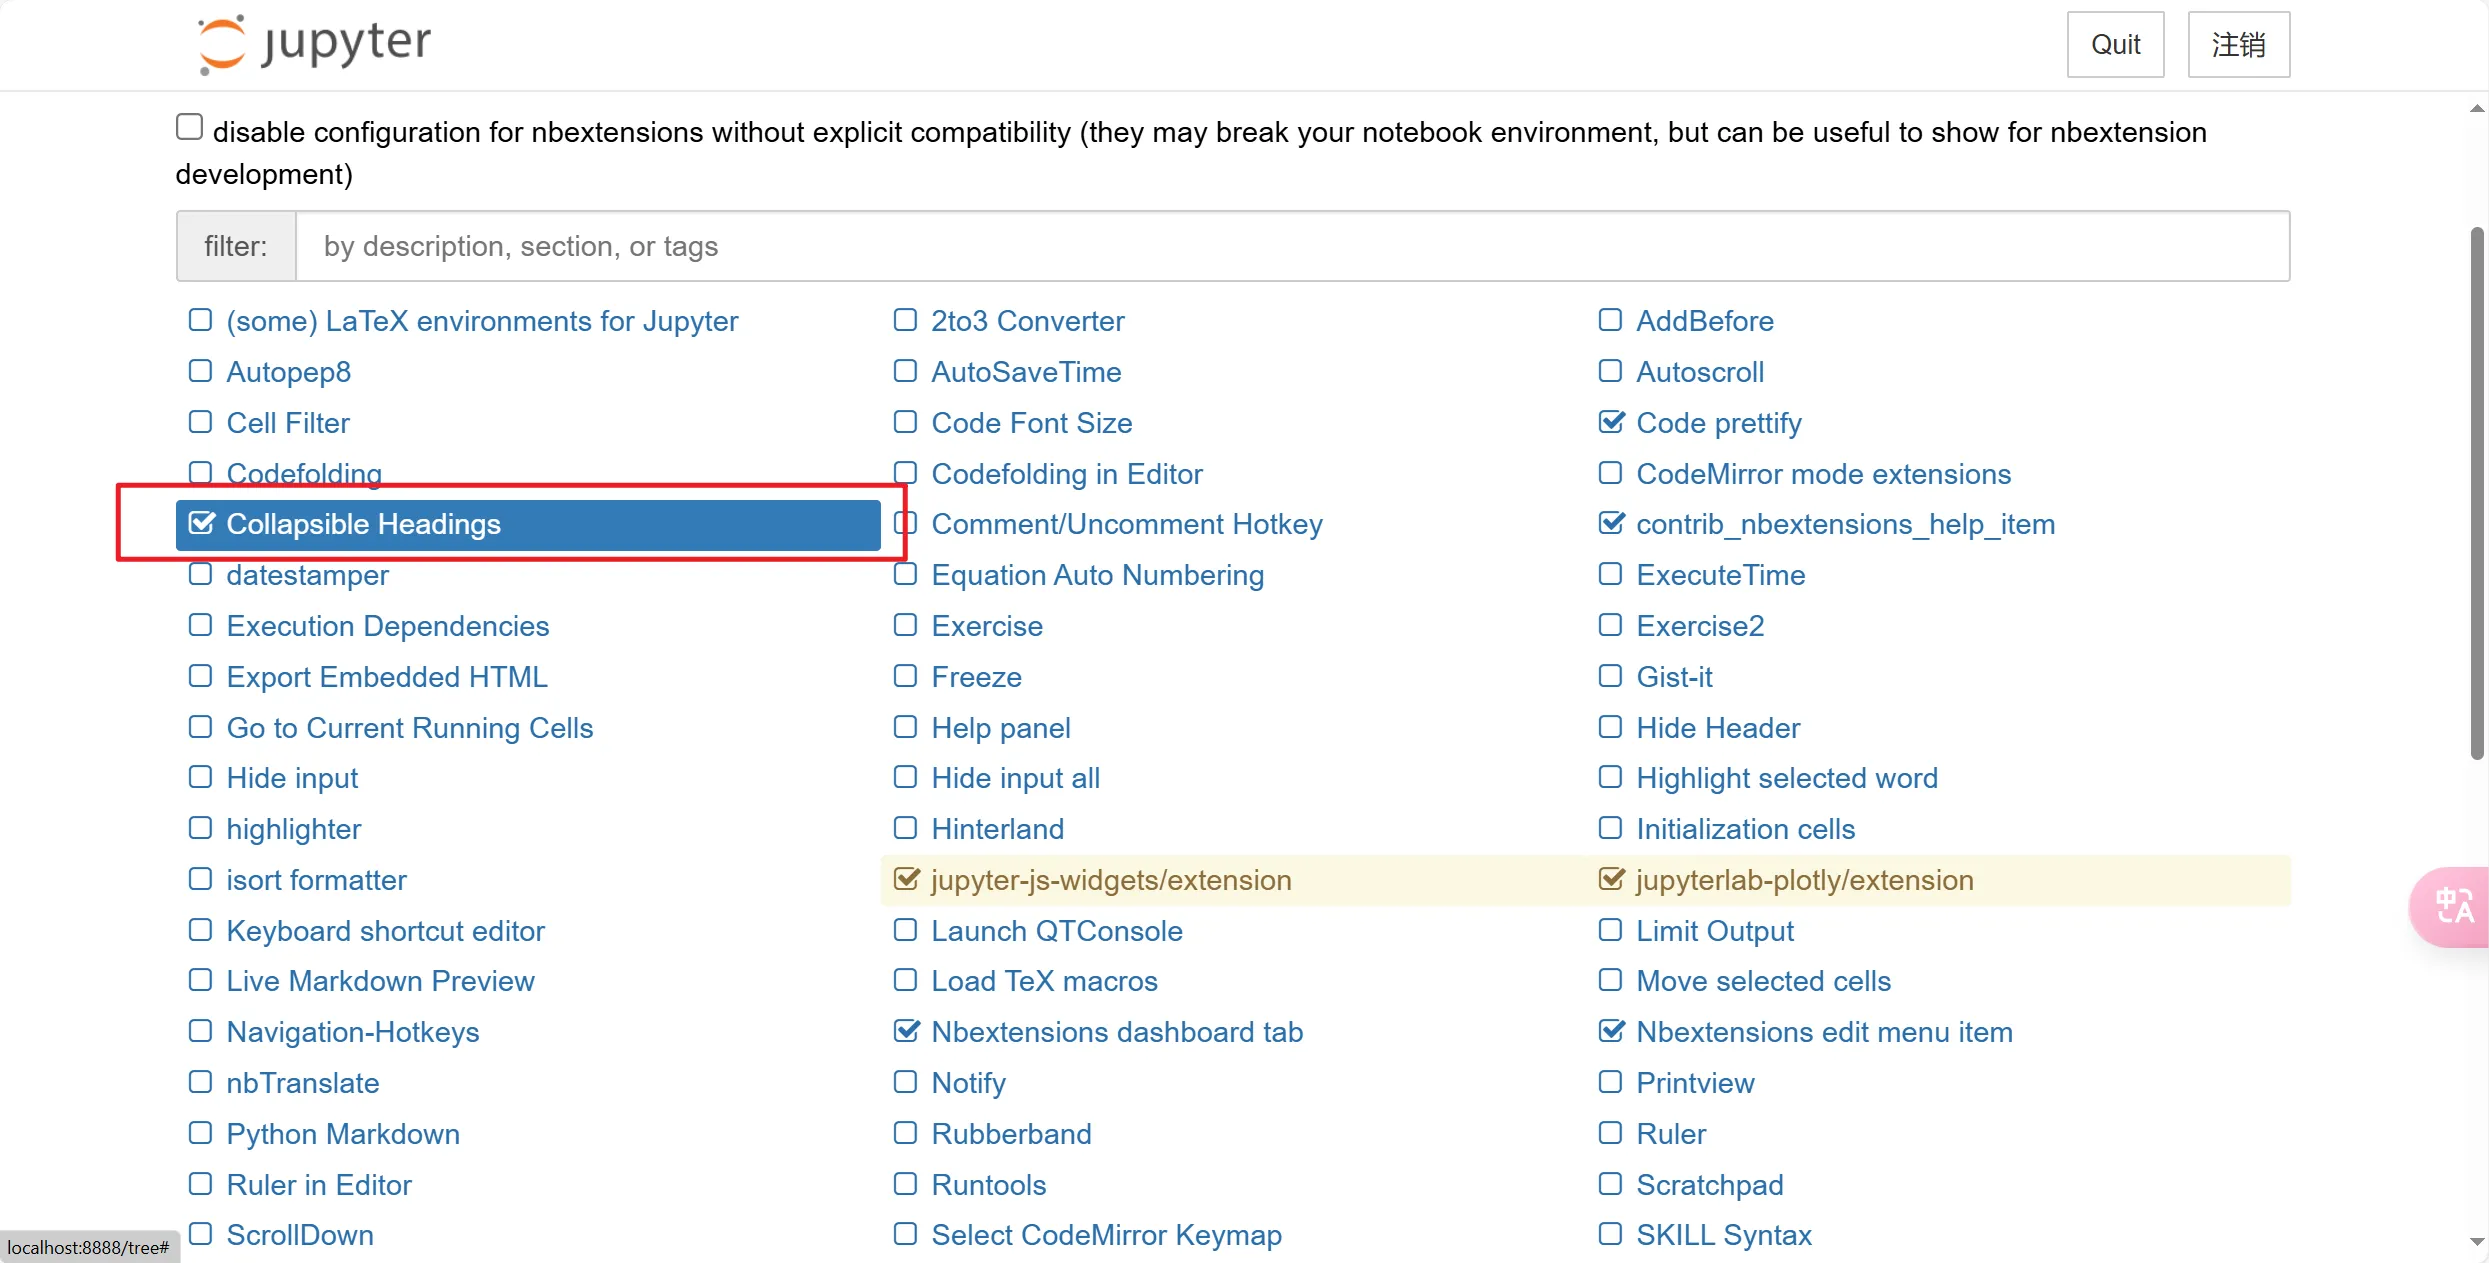 jupyter
Quit
注销
disable configuration for nbextensions without explicit compatibility (they may break your notebook environment, but can be useful to show for nbextension
development)
filter:
by description, section, or tags
(some) LaTeX environments for Jupyter
2to3 Converter
AddBefore
Autopep8
AutoSaveTime
Autoscroll
Cell Filter
Code Font Size
Code prettify
Codefolding
Codefolding in Editor
CodeMirror mode extensions
Collapsible Headings
Comment/Uncomment Hotkey
contrib_nbextensions_help_item
datestamper
Equation Auto Numbering
ExecuteTime
Execution Dependencies
Exercise
Exercise2
Export Embedded HTML
Freeze
Gist-it
Go to Current Running Cells
Help panel
Hide Header
Hide input
Hide input all
Highlight selected word
highlighter
Hinterland
Initialization cells
isort formatter
jupyter-js-widgets/extension
jupyterlab-plotly/extension
Keyboard shortcut editor
Launch QTConsole
Limit Output
Live Markdown Preview
Load TeX macros
Move selected cells
Navigation-Hotkeys
Nbextensions dashboard tab
Nbextensions edit menu item
nbTranslate
Notify
Printview
Python Markdown
Rubberband
Ruler
Ruler in Editor
Runtools
Scratchpad
ScrollDown
Select CodeMirror Keymap
SKILL Syntax
localhost:8888/tree#
中A